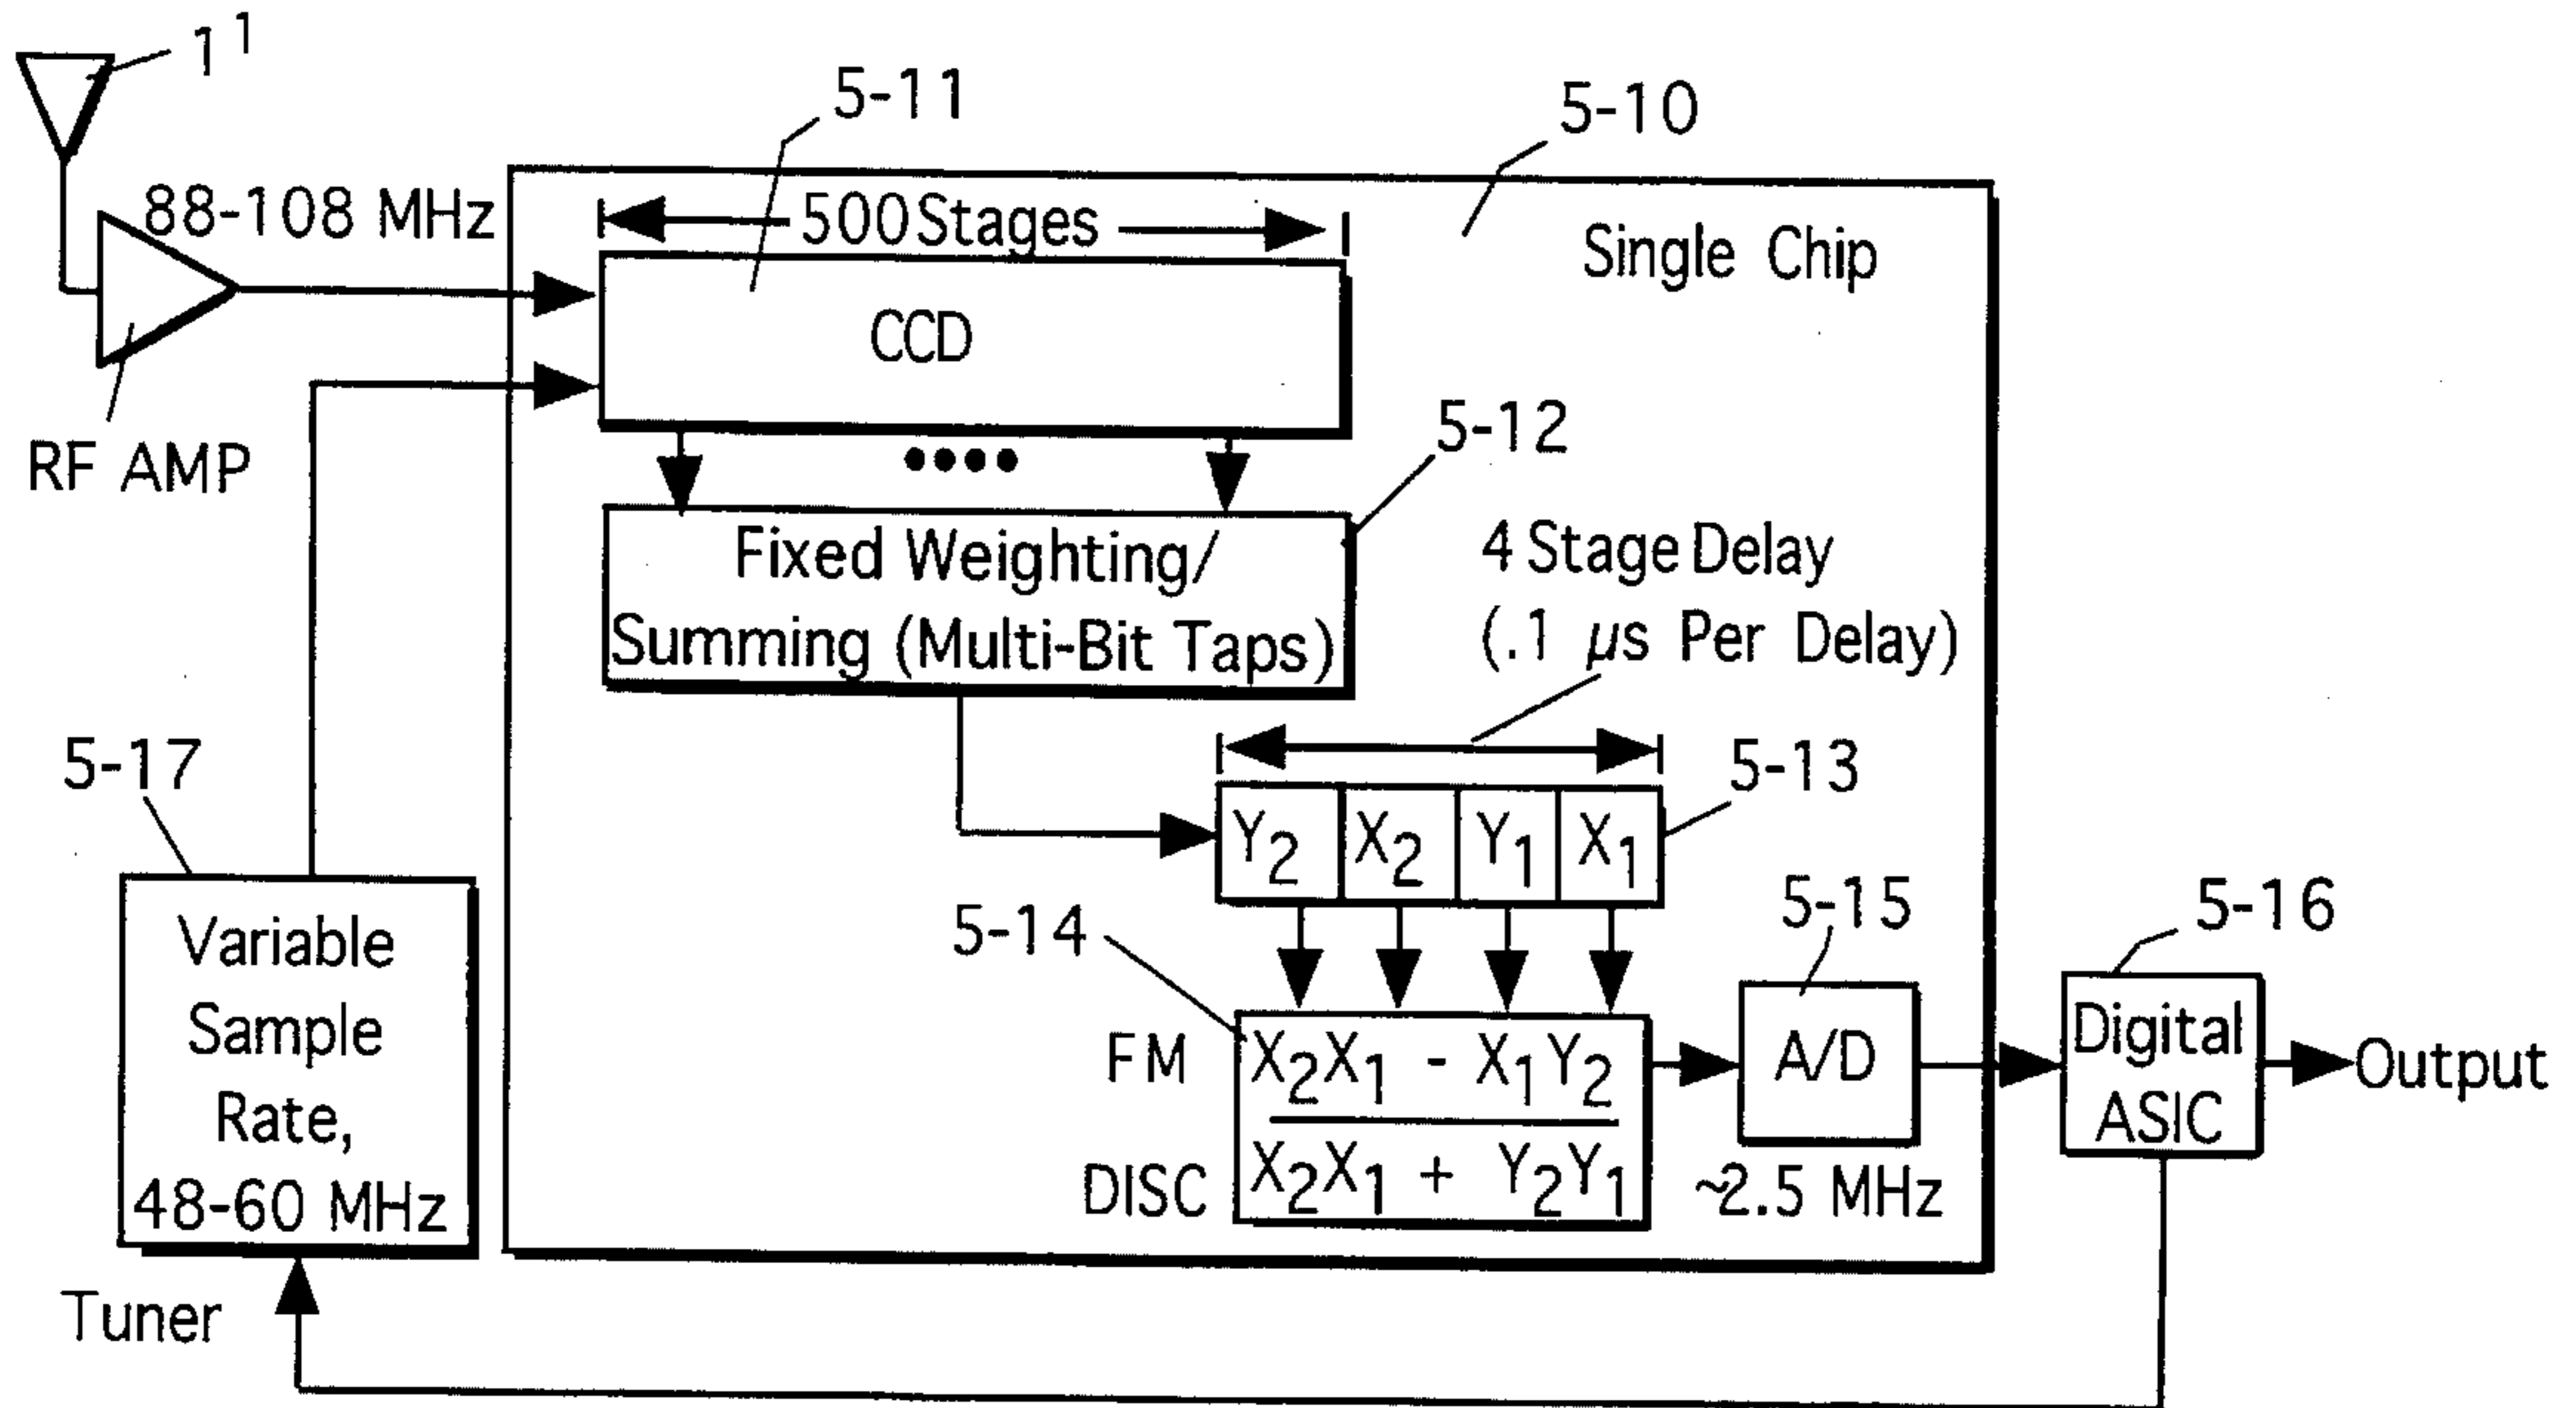 1¹
5-11
5-10
88-108 MHz
500 Stages
Single Chip
CCD
RF AMP
5-12
Fixed Weighting/
Summing (Multi-Bit Taps)
4 Stage Delay
(.1 µs Per Delay)
5-17
5-13
Y₂ X₂ Y₁ X₁
5-14
5-15
5-16
Variable
Sample
Rate,
48-60 MHz
FM
DISC
X₂X₁ - X₁Y₂
X₂X₁ + Y₂Y₁
A/D
~2.5 MHz
Digital
ASIC
Output
Tuner